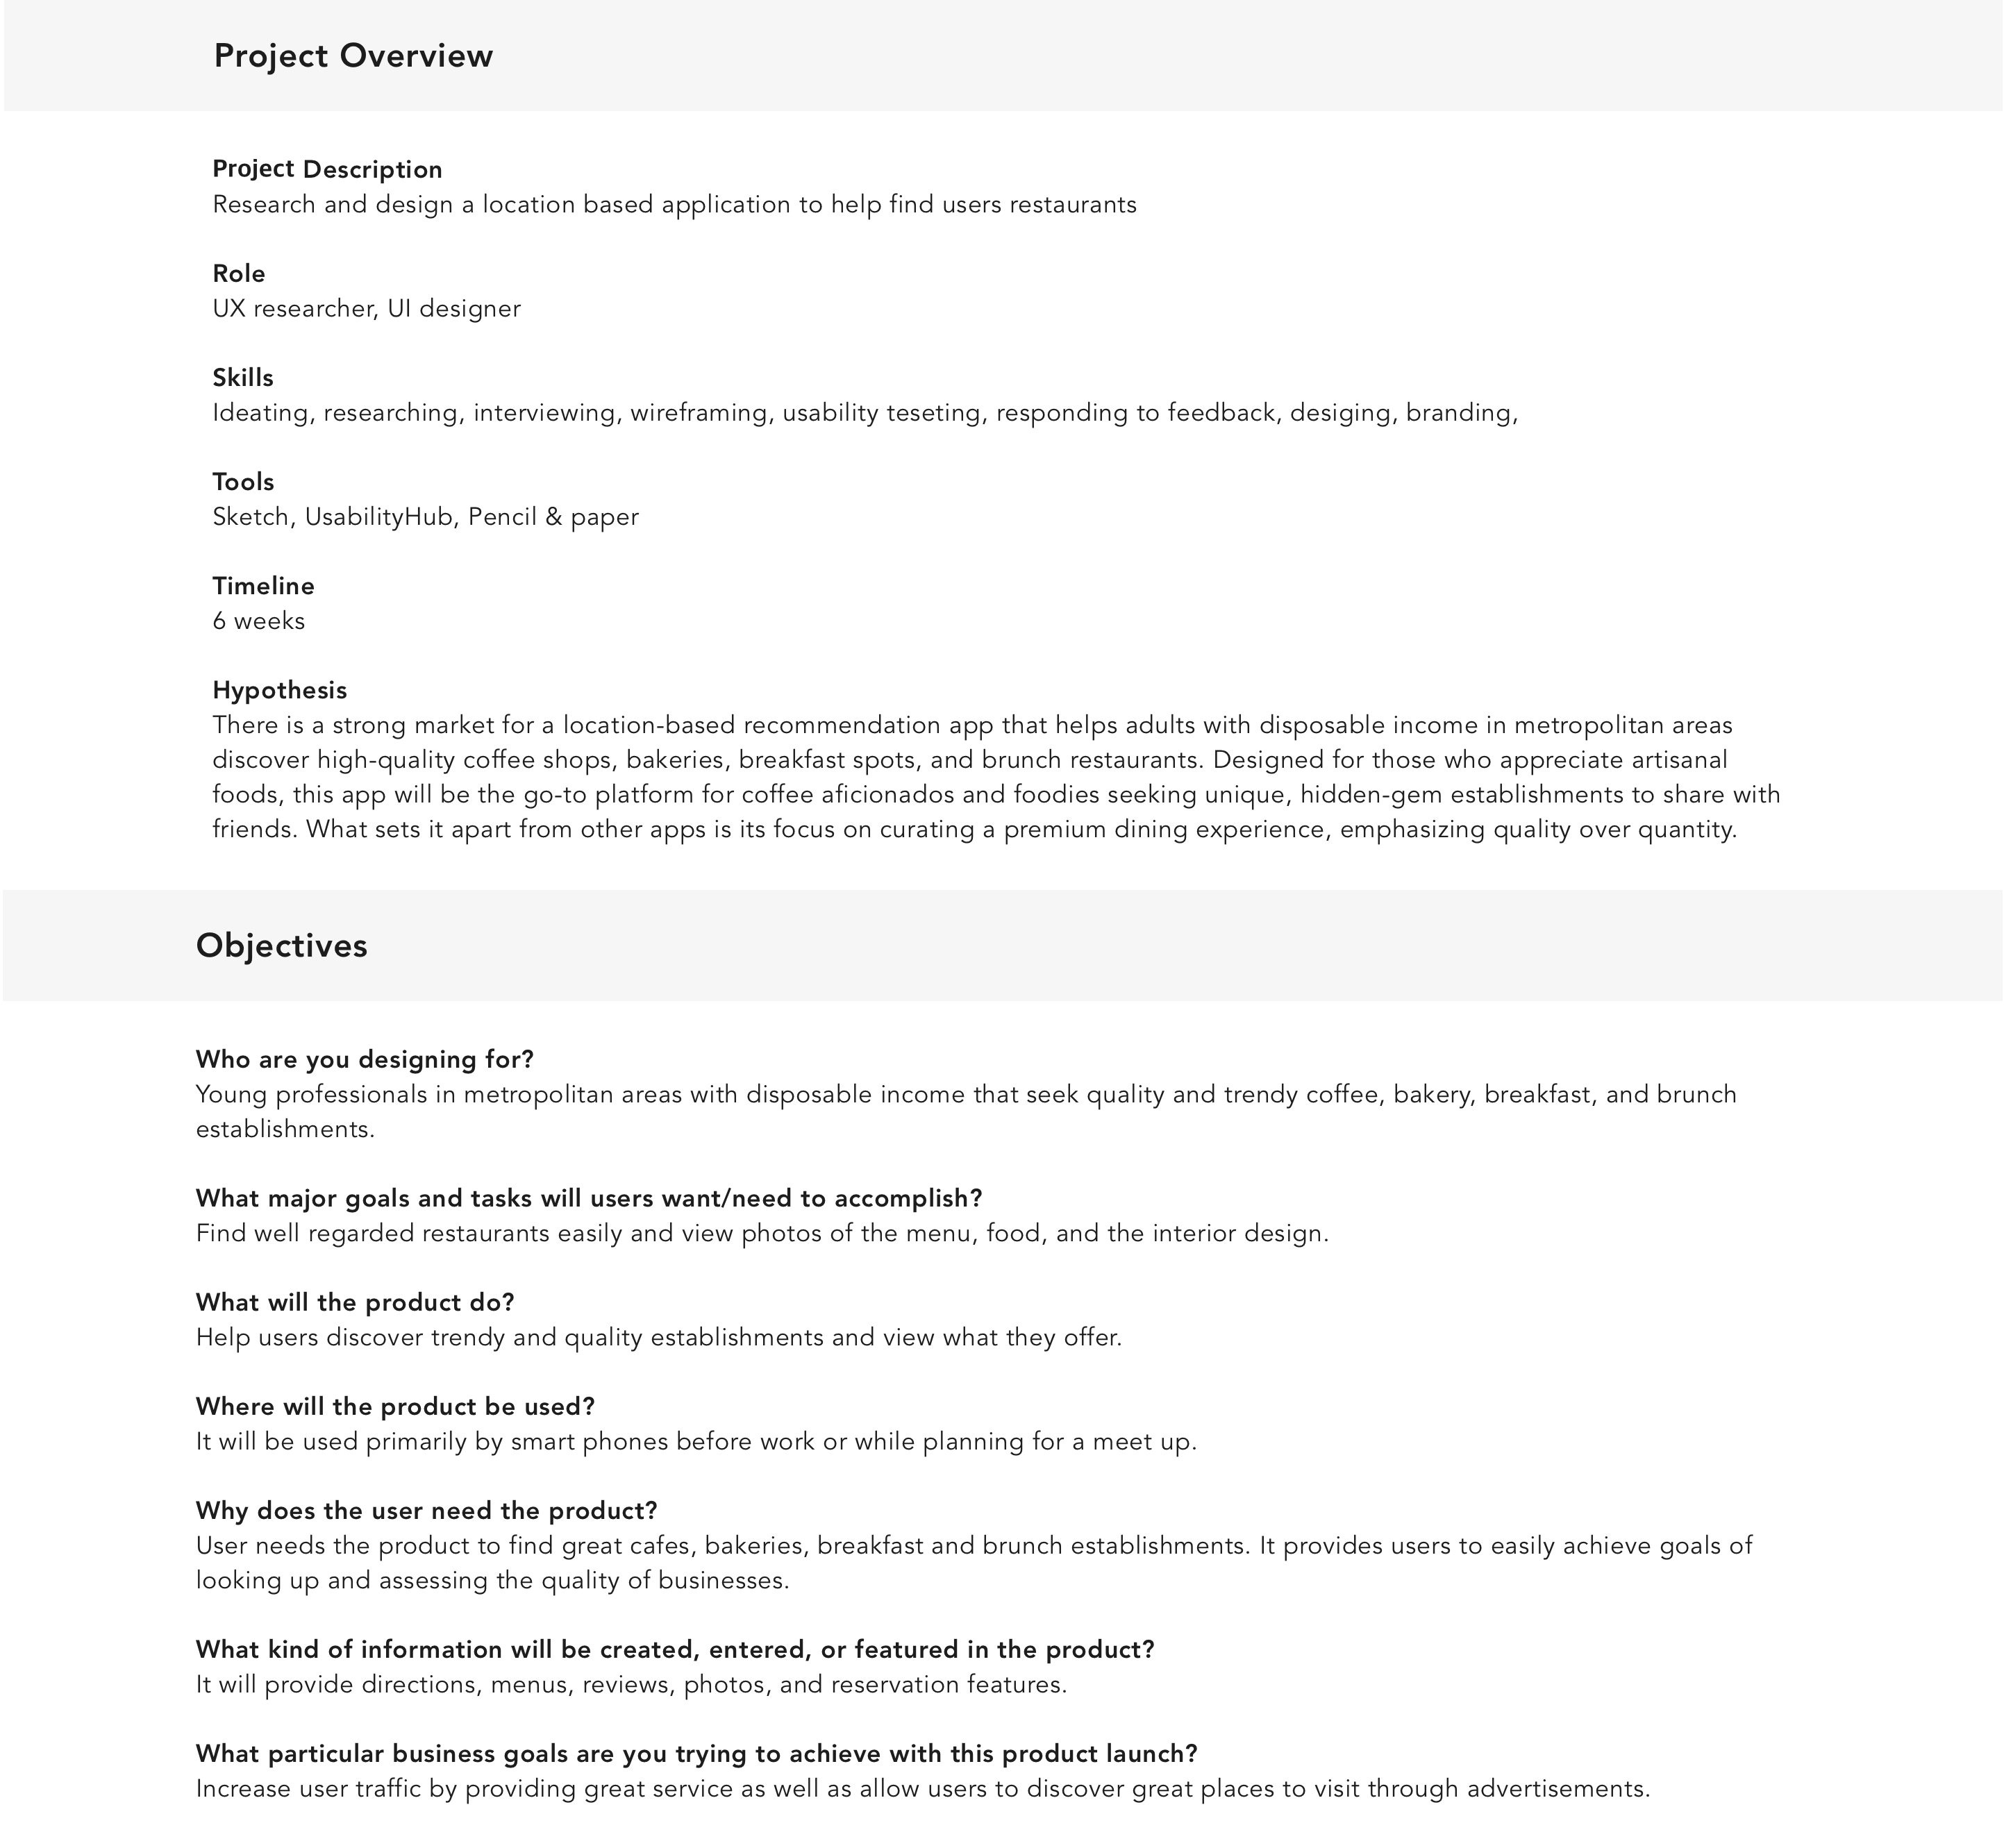 Project Overview
Project Description
Research and design a location based application to help find users restaurants
Role
UX researcher, UI designer
Skills
Ideating, researching, interviewing, wireframing, usability teseting, responding to feedback, desiging, branding,
Tools
Sketch, UsabilityHub, Pencil & paper
Timeline
6 weeks
Hypothesis
There is a strong market for a location-based recommendation app that helps adults with disposable income in metropolitan areas
discover high-quality coffee shops, bakeries, breakfast spots, and brunch restaurants. Designed for those who appreciate artisanal
foods, this app will be the go-to platform for coffee aficionados and foodies seeking unique, hidden-gem establishments to share with
friends. What sets it apart from other apps is its focus on curating a premium dining experience, emphasizing quality over quantity.
Objectives
Who are you designing for?
Young professionals in metropolitan areas with disposable income that seek quality and trendy coffee, bakery, breakfast, and brunch
establishments.
What major goals and tasks will users want/need to accomplish?
Find well regarded restaurants easily and view photos of the menu, food, and the interior design.
What will the product do?
Help users discover trendy and quality establishments and view what they offer.
Where will the product be used?
It will be used primarily by smart phones before work or while planning for a meet up.
Why does the user need the product?
User needs the product to find great cafes, bakeries, breakfast and brunch establishments. It provides users to easily achieve goals of
looking up and assessing the quality of businesses.
What kind of information will be created, entered, or featured in the product?
It will provide directions, menus, reviews, photos, and reservation features.
What particular business goals are you trying to achieve with this product launch?
Increase user traffic by providing great service as well as allow users to discover great places to visit through advertisements.